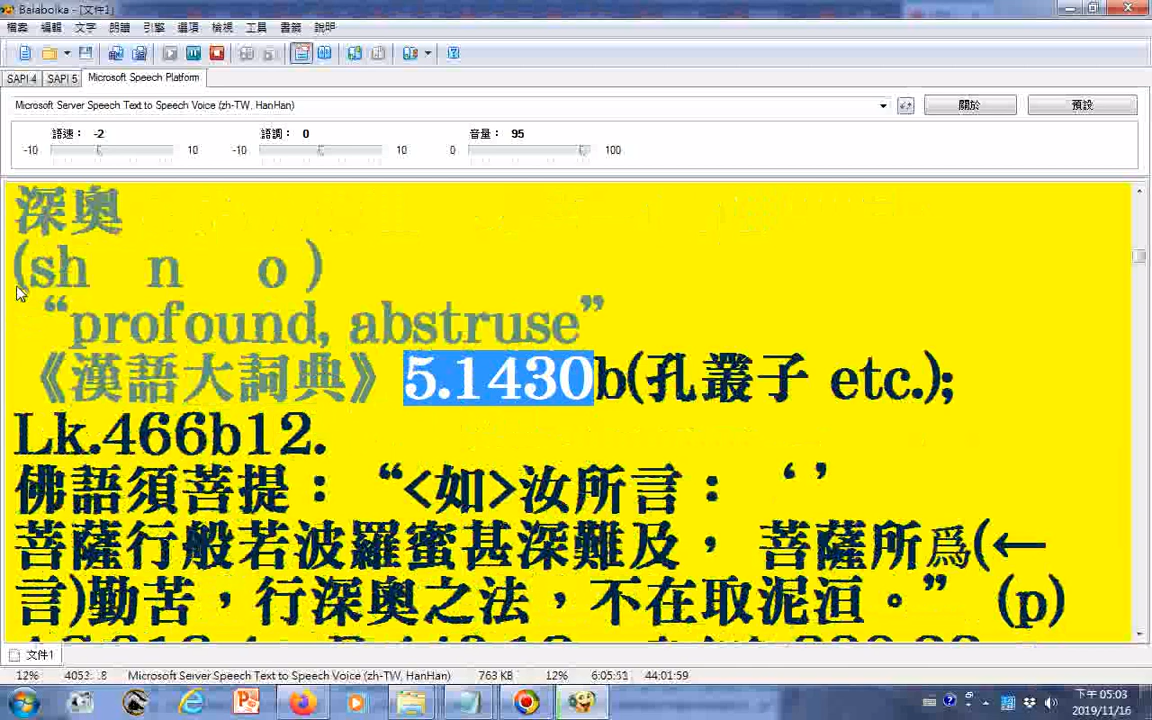 Balabolka - [文件1]
檔案 編輯 文字 朗讀 引擎 選項 檢視 工具 書籤 說明
SAPI 4 SAPI 5 Microsoft Speech Platform
Microsoft Server Speech Text to Speech Voice (zh-TW, HanHan) 關於 預設
語速： -2 語調： 0 音量： 95
-10 10 -10 10 0 100
深奧
(sh n o )
“profound, abstruse”
《漢語大詞典》 5.1430b(孔叢子 etc.);
Lk.466b12.
佛語須菩提： “<如>汝所言： ‘ ’
菩薩行般若波羅蜜甚深難及， 菩薩所爲(←
言)勤苦，行深奧之法，不在取泥洹。” (p)
文件1
12% Microsoft Server Speech Text to Speech Voice (zh-TW, HanHan) 763 KB 12% 6:05:51 44:01:59
下午 05:03
2019/11/16